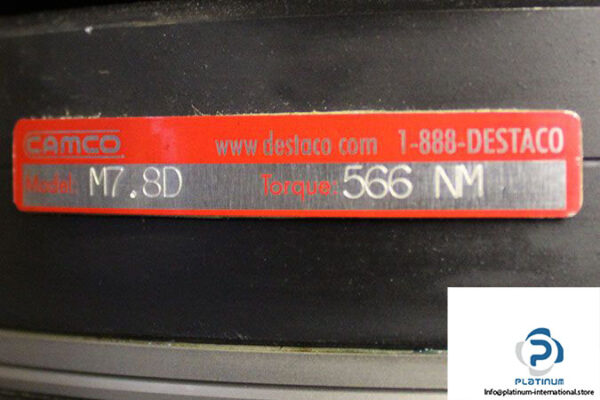 CAMCO www.destaco.com 1-888-DESTACO
Model: M7.8D Torque: 566 NM
PLATINUM
Info@platinum-international.store